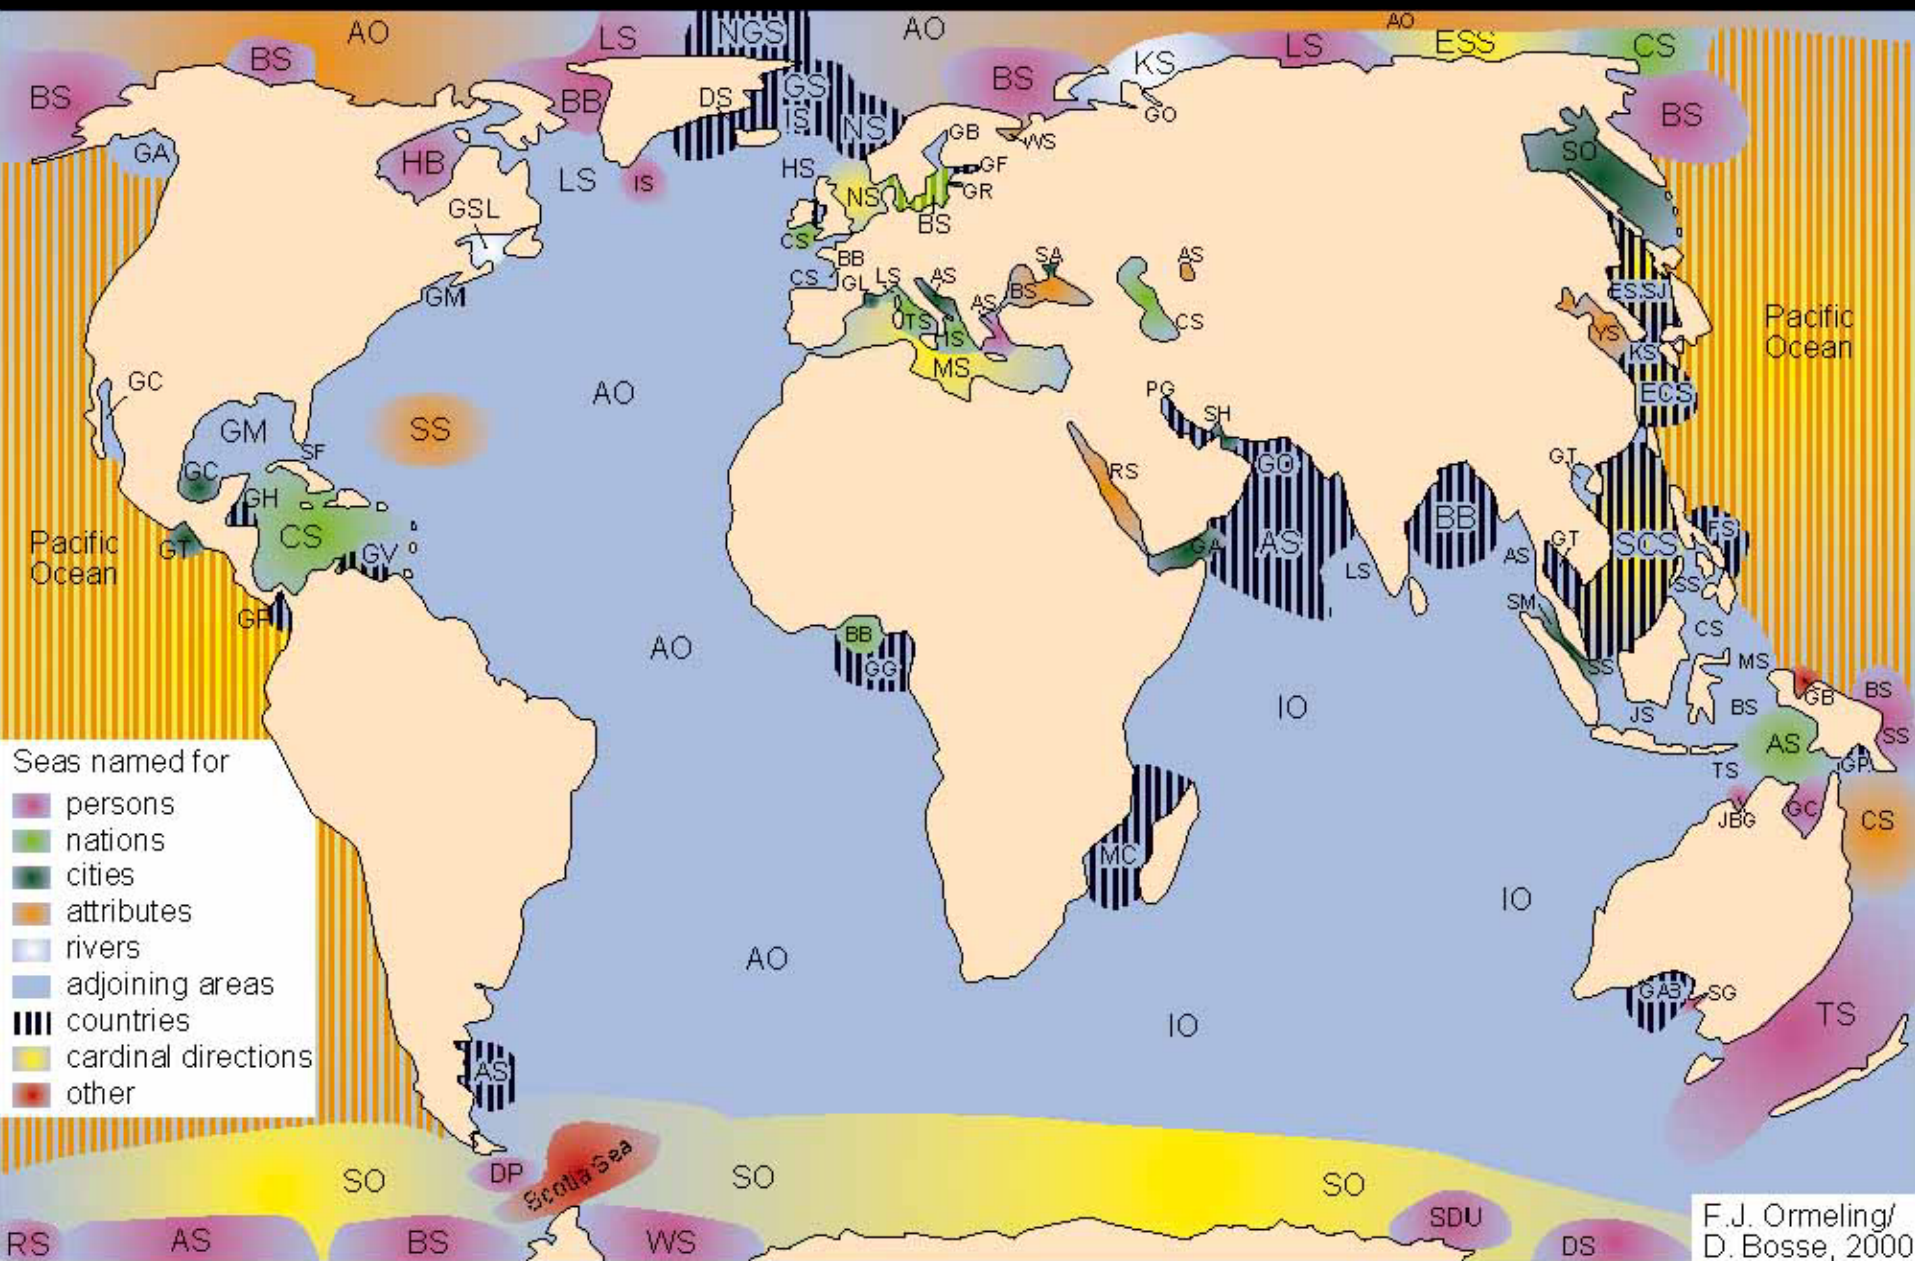 AO
LS
NGS
AO
AO
BS
LS
ESS
CS
KS
BS
BS
BB
DS
GS
IS
NS
GO
BS
GB
WS
GA
HB
HS
GF
SO
LS
IS
NS
GR
GSL
BS
CS
BB
SA
AS
GM
CS
GL
LS
AS
AS
BS
ES.SJ
TS
CS
YS
Pacific
Ocean
IS
KS
MS
GC
AO
PG
ECS
GM
SS
SH
SF
GC
GH
RS
GO
GT
BB
CS
GT
GV
GA
AS
GT
SCS
PS
Pacific
Ocean
LS
AS
SS
SM
GP
BB
CS
AO
GG
SS
MS
IO
GB
BS
JS
BS
AS
SS
GP
TS
JBG
GC
CS
Seas named for
persons
nations
cities
attributes
rivers
adjoining areas
countries
cardinal directions
other
MC
IO
AO
GAB
SG
IO
TS
AS
SO
DP
Scotia Sea
SO
SO
RS
AS
BS
WS
SDU
DS
F.J. Ormeling/
D. Bosse, 2000